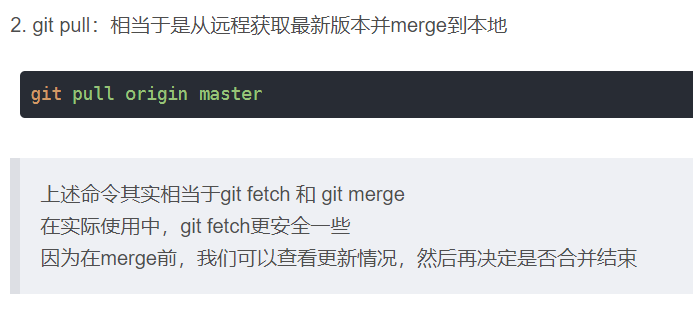 2. git pull：相当于是从远程获取最新版本并merge到本地
git pull origin master
上述命令其实相当于git fetch 和 git merge
在实际使用中，git fetch更安全一些
因为在merge前，我们可以查看更新情况，然后再决定是否合并结束